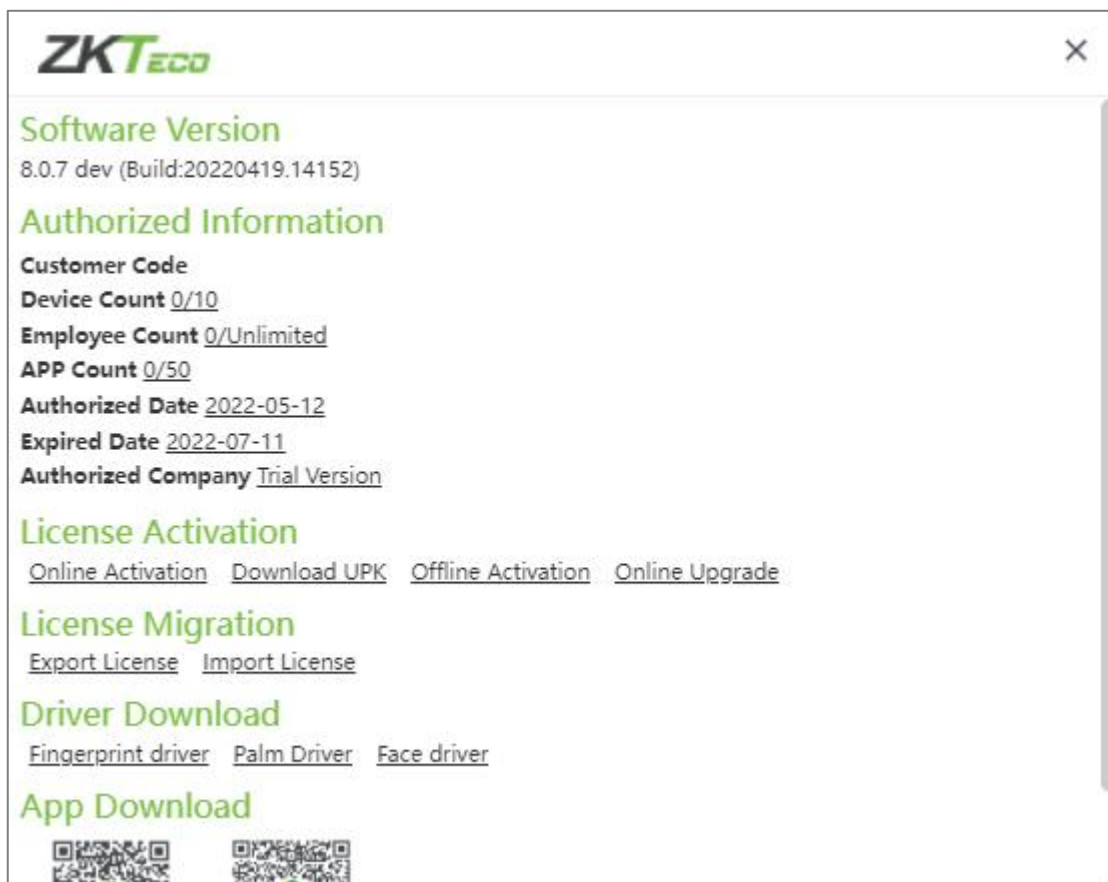 ZKTECO
Software Version
8.0.7 dev (Build:20220419.14152)
Authorized Information
Customer Code
Device Count 0/10
Employee Count 0/Unlimited
APP Count 0/50
Authorized Date 2022-05-12
Expired Date 2022-07-11
Authorized Company Trial Version
License Activation
Online Activation Download UPK Offline Activation Online Upgrade
License Migration
Export License Import License
Driver Download
Fingerprint driver Palm Driver Face driver
App Download